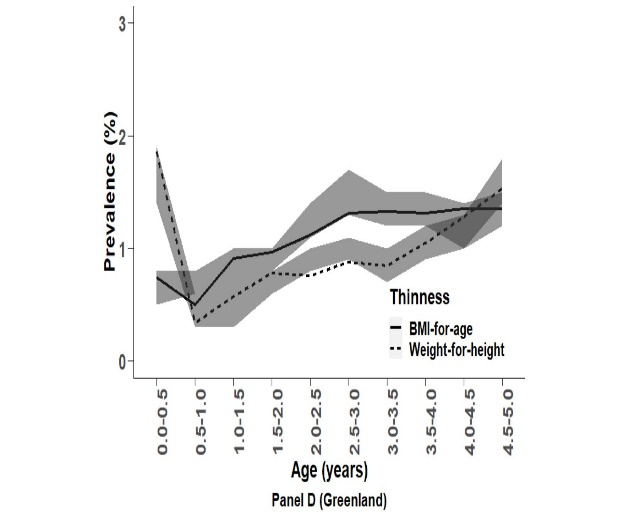 3
2
1
0
Prevalence (%)
Thinness
BMI-for-age
Weight-for-height
0.0-0.5
0.5-1.0
1.0-1.5
1.5-2.0
2.0-2.5
2.5-3.0
3.0-3.5
3.5-4.0
4.0-4.5
4.5-5.0
Age (years)
Panel D (Greenland)